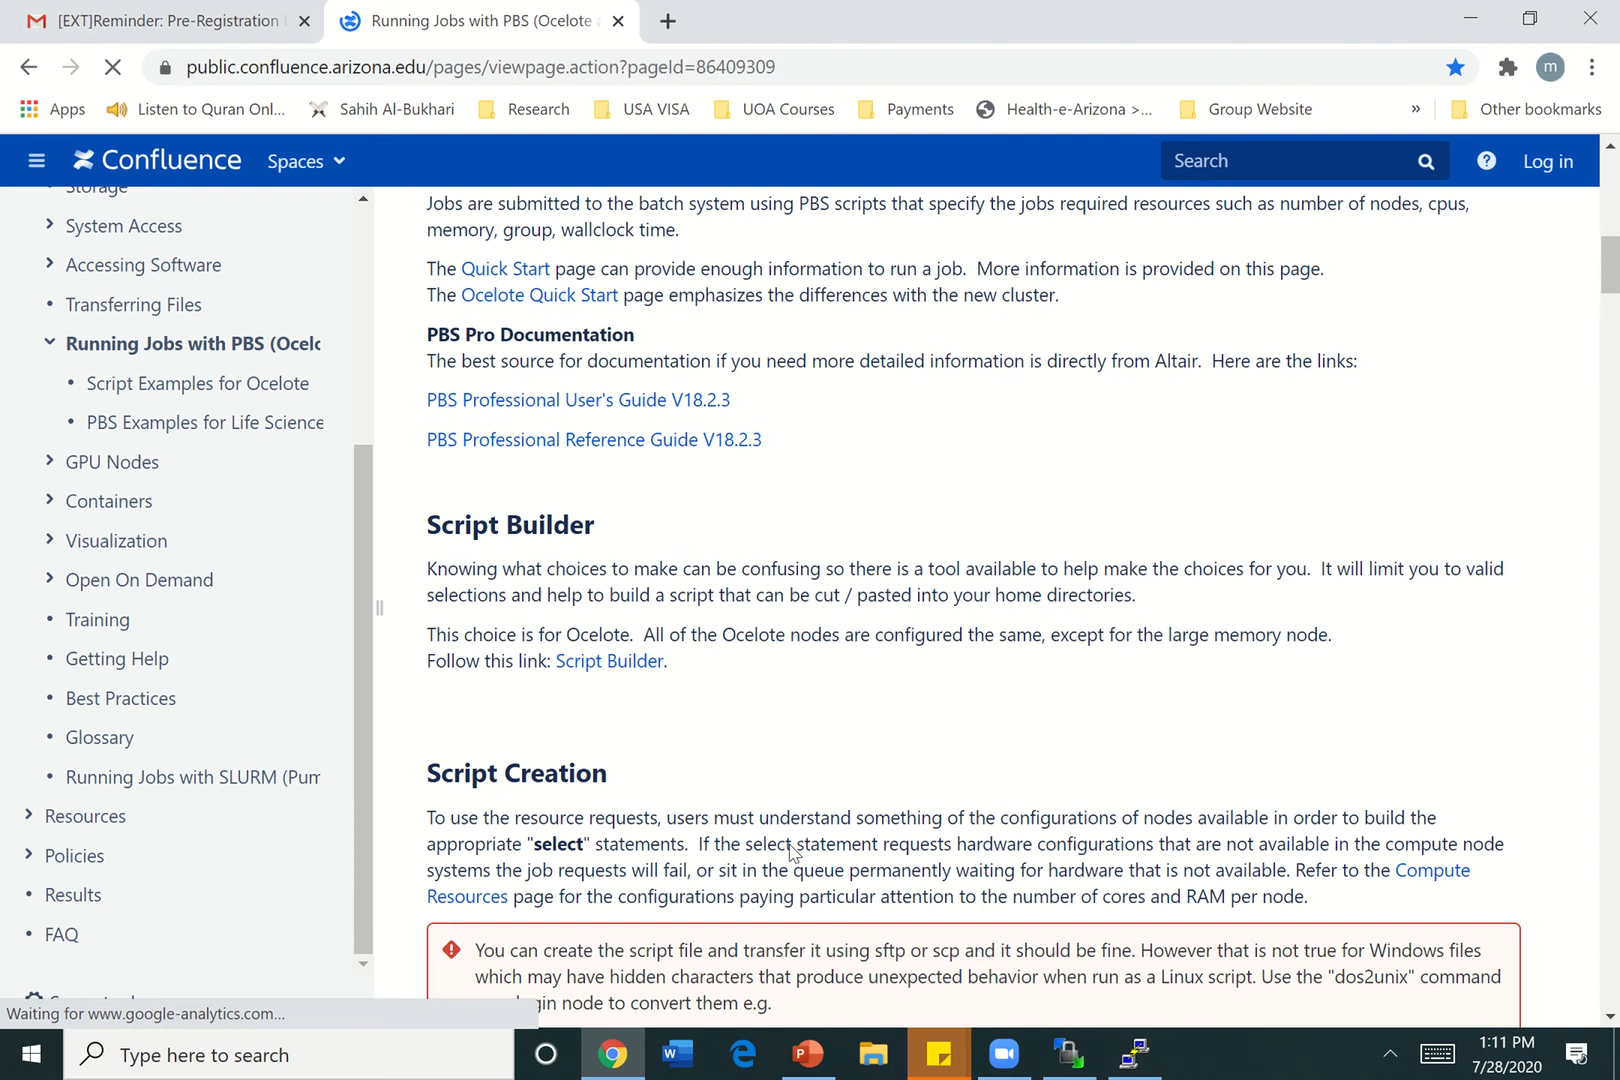 [EXT]Reminder: Pre-Registration
Running Jobs with PBS (Ocelote
public.confluence.arizona.edu/pages/viewpage.action?pageId=86409309
m
Apps
Listen to Quran Onl...
Sahih Al-Bukhari
Research
USA VISA
UOA Courses
Payments
Health-e-Arizona >...
Group Website
»
Other bookmarks
Confluence
Spaces
Search
Log in
Storage
System Access
Accessing Software
Transferring Files
Running Jobs with PBS (Ocelo
Script Examples for Ocelote
PBS Examples for Life Science
GPU Nodes
Containers
Visualization
Open On Demand
Training
Getting Help
Best Practices
Glossary
Running Jobs with SLURM (Pum
Resources
Policies
Results
FAQ
Waiting for www.google-analytics.com...
Jobs are submitted to the batch system using PBS scripts that specify the jobs required resources such as number of nodes, cpus,
memory, group, wallclock time.
The Quick Start page can provide enough information to run a job. More information is provided on this page.
The Ocelote Quick Start page emphasizes the differences with the new cluster.
PBS Pro Documentation
The best source for documentation if you need more detailed information is directly from Altair. Here are the links:
PBS Professional User's Guide V18.2.3
PBS Professional Reference Guide V18.2.3
Script Builder
Knowing what choices to make can be confusing so there is a tool available to help make the choices for you. It will limit you to valid
selections and help to build a script that can be cut / pasted into your home directories.
This choice is for Ocelote. All of the Ocelote nodes are configured the same, except for the large memory node.
Follow this link: Script Builder.
Script Creation
To use the resource requests, users must understand something of the configurations of nodes available in order to build the
appropriate "select" statements. If the select statement requests hardware configurations that are not available in the compute node
systems the job requests will fail, or sit in the queue permanently waiting for hardware that is not available. Refer to the Compute
Resources page for the configurations paying particular attention to the number of cores and RAM per node.
You can create the script file and transfer it using sftp or scp and it should be fine. However that is not true for Windows files
which may have hidden characters that produce unexpected behavior when run as a Linux script. Use the "dos2unix" command
gin node to convert them e.g.
Type here to search
1:11 PM
7/28/2020